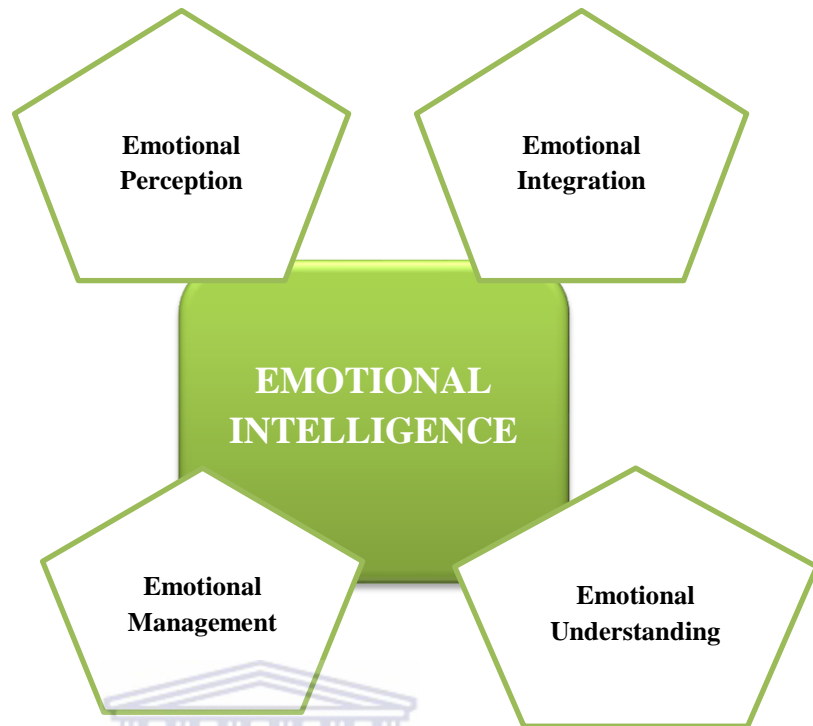 Emotional
Perception
Emotional
Integration
EMOTIONAL
INTELLIGENCE
Emotional
Management
Emotional
Understanding